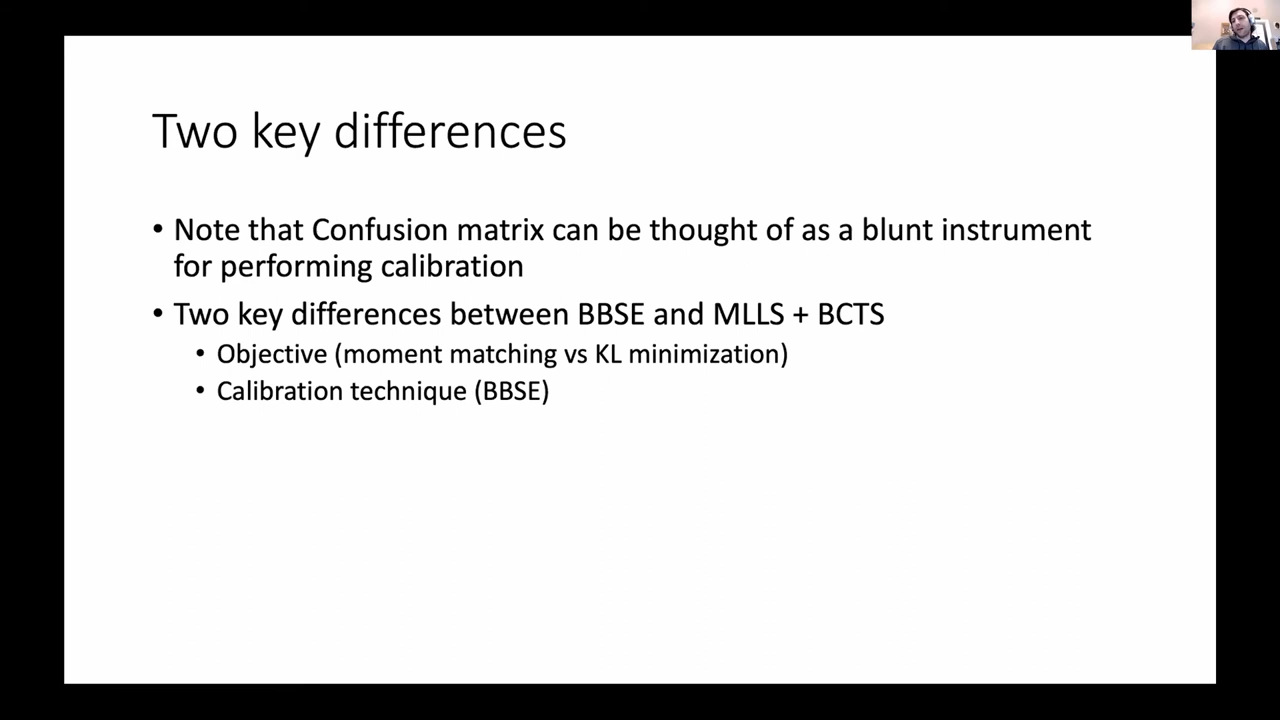 Two key differences
• Note that Confusion matrix can be thought of as a blunt instrument
for performing calibration
• Two key differences between BBSE and MLLS + BCTS
• Objective (moment matching vs KL minimization)
• Calibration technique (BBSE)